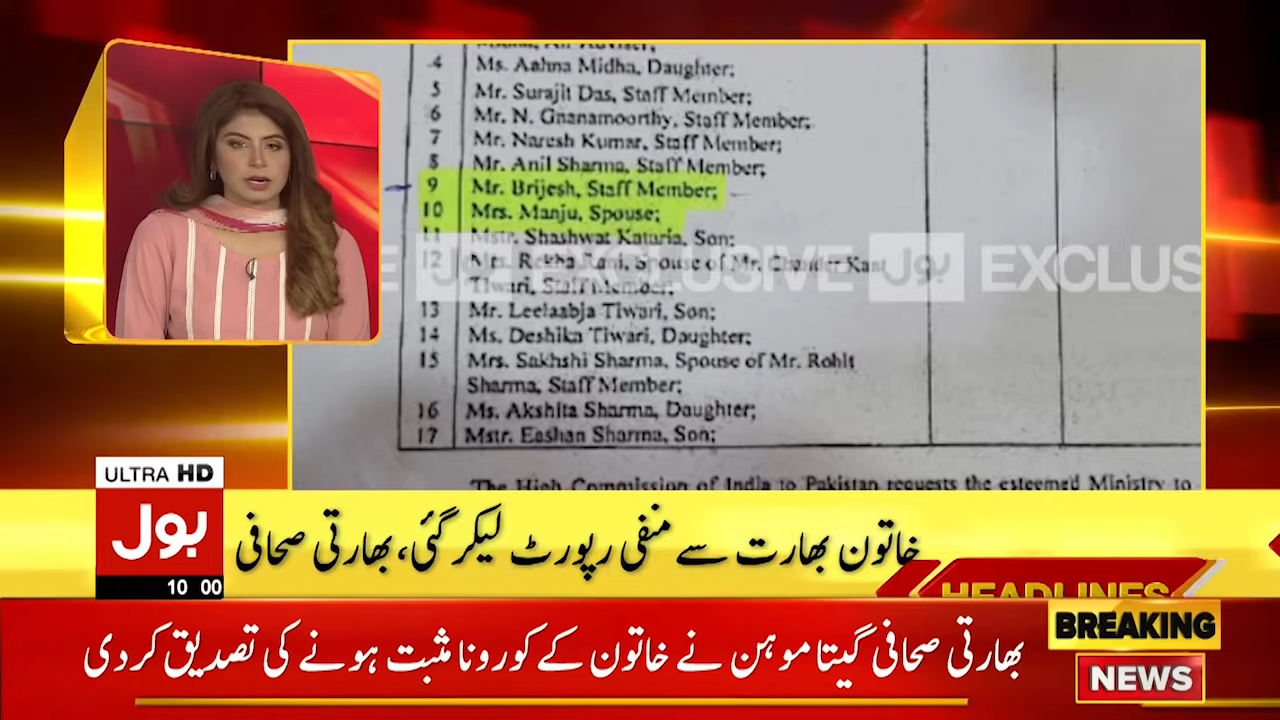 4 Ms. Aahna Midha, Daughter;
5 Mr. Surajit Das, Staff Member;
6 Mr. N. Gnanamoorthy, Staff Member;
7 Mr. Naresh Kumar, Staff Member;
8 Mr. Anil Sharma, Staff Member;
9 Mr. Brijesh, Staff Member;
10 Mrs. Manju, Spouse;
11 Mstr. Shashwat Kataria, Son;
12 Mrs. Rekha Rani, Spouse of Mr. Chander Kant
Tiwari, Staff Member;
13 Mr. Leelaabja Tiwari, Son;
14 Ms. Deshika Tiwari, Daughter;
15 Mrs. Sakhshi Sharma, Spouse of Mr. Rohit
Sharma, Staff Member;
16 Ms. Akshita Sharma, Daughter;
17 Mstr. Eashan Sharma, Son;
The High Commission of India to Pakistan requests the esteemed Ministry to
بول EXCLUSIVE بول EXCLUS
ULTRA HD
بول
10 00
خاتون بھارت سے منفی رپورٹ لیکر گئی، بھارتی صحافی
HEADLINES
بھارتی صحافی گیتا موہن نے خاتون کے کورونا مثبت ہونے کی تصدیق کر دی
BREAKING
NEWS